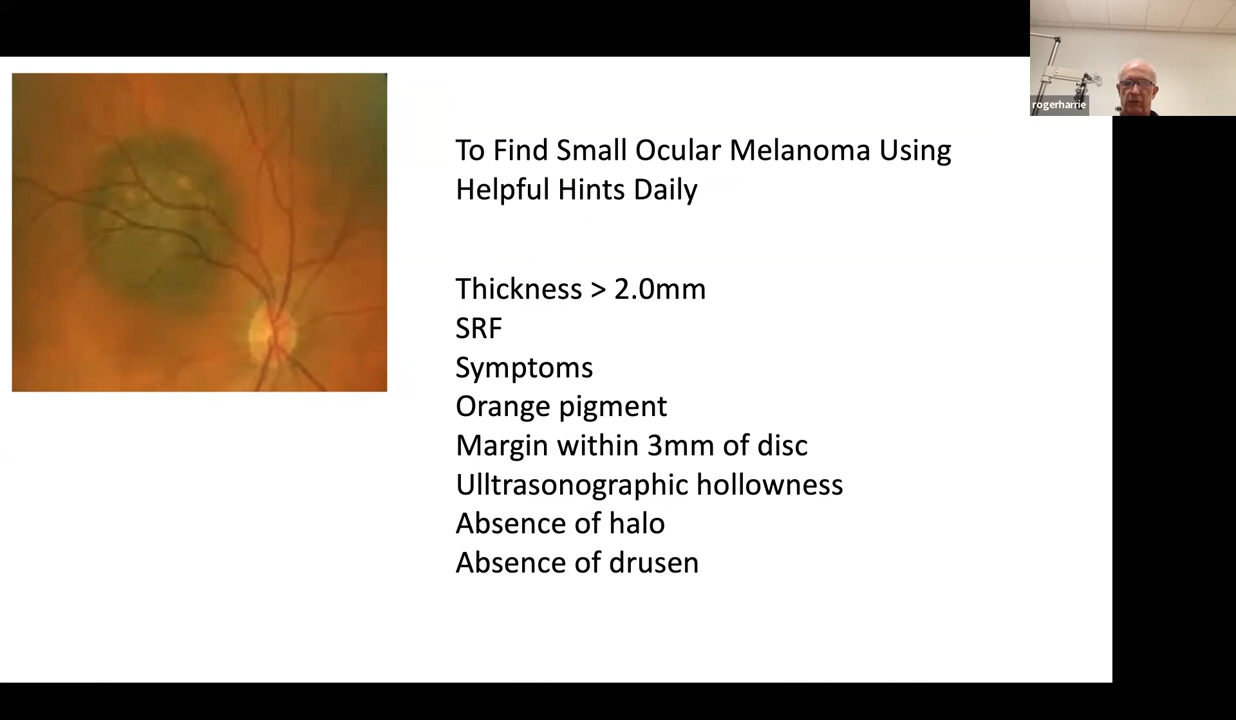 rogerharrie
To Find Small Ocular Melanoma Using
Helpful Hints Daily
Thickness > 2.0mm
SRF
Symptoms
Orange pigment
Margin within 3mm of disc
Ulltrasonographic hollowness
Absence of halo
Absence of drusen